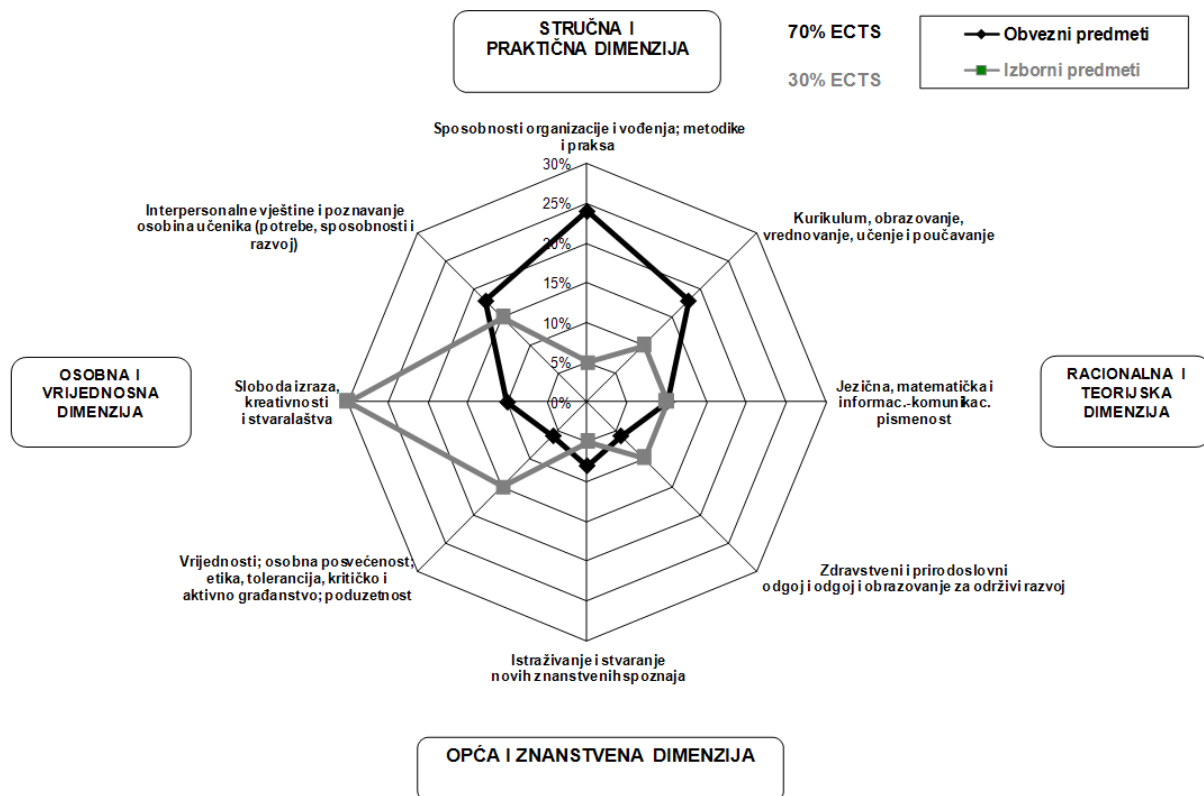 STRUČNA I
PRAKTIČNA DIMENZIJA
70% ECTS
30% ECTS
Obvezni predmeti
Izborni predmeti
Sposobnosti organizacije i vođenja; metodike
i praksa
30%
25%
20%
15%
10%
5%
0%
Interpersonalne vještine i poznavanje
osobina učenika (potrebe, sposobnosti i
razvoj)
Kurikulum, obrazovanje,
vrednovanje, učenje i poučavanje
OSOBNA I
VRIJEDNOSNA
DIMENZIJA
Sloboda izraza,
kreativnosti
i stvaralaštva
Jezična, matematička i
informac.-komunikac.
pismenost
RACIONALNA I
TEORIJSKA
DIMENZIJA
Vrijednosti; osobna posvećenost;
etika, tolerancija, kritičko i
aktivno građanstvo; poduzetnost
Zdravstveni i prirodoslovni
odgoj i odgoj i obrazovanje za održivi razvoj
Istraživanje i stvaranje
novih znanstvenih spoznaja
OPĆA I ZNANSTVENA DIMENZIJA